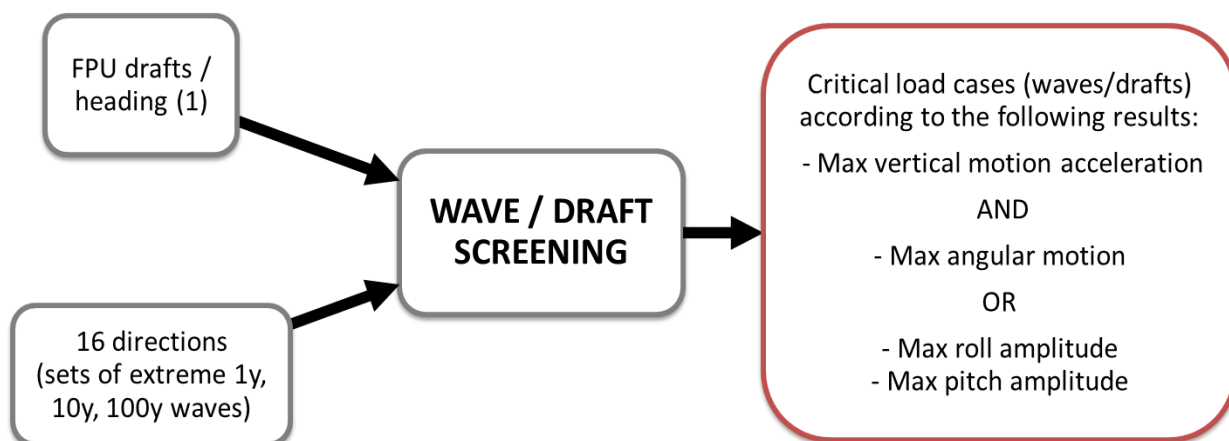 FPU drafts /
heading (1)
16 directions
(sets of extreme 1y,
10y, 100y waves)
WAVE / DRAFT
SCREENING
Critical load cases (waves/drafts)
according to the following results:
- Max vertical motion acceleration
AND
- Max angular motion
OR
- Max roll amplitude
- Max pitch amplitude